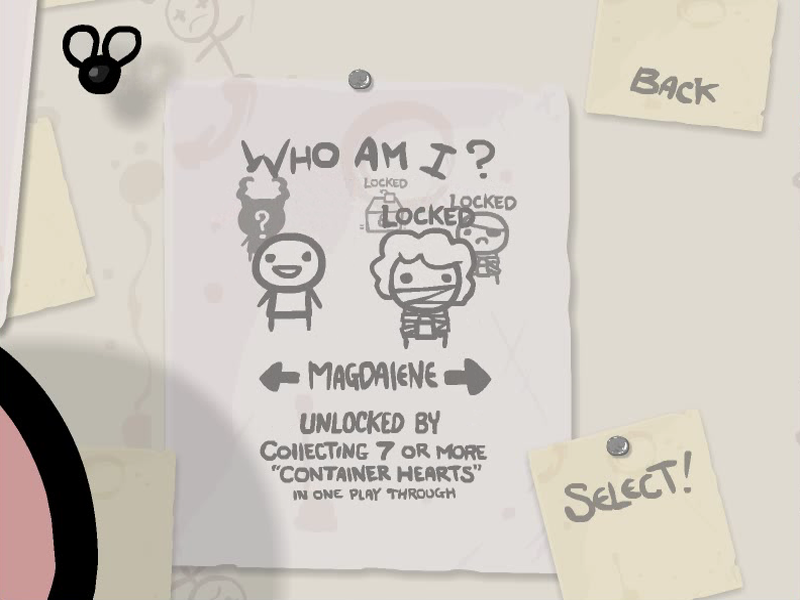 BACK
WHO AM I?
LOCKED
LOCKED
LOCKED
?
MAGDALENE
UNLOCKED BY
COLLECTING 7 OR MORE
"CONTAINER HEARTS"
IN ONE PLAY THROUGH
SELECT!